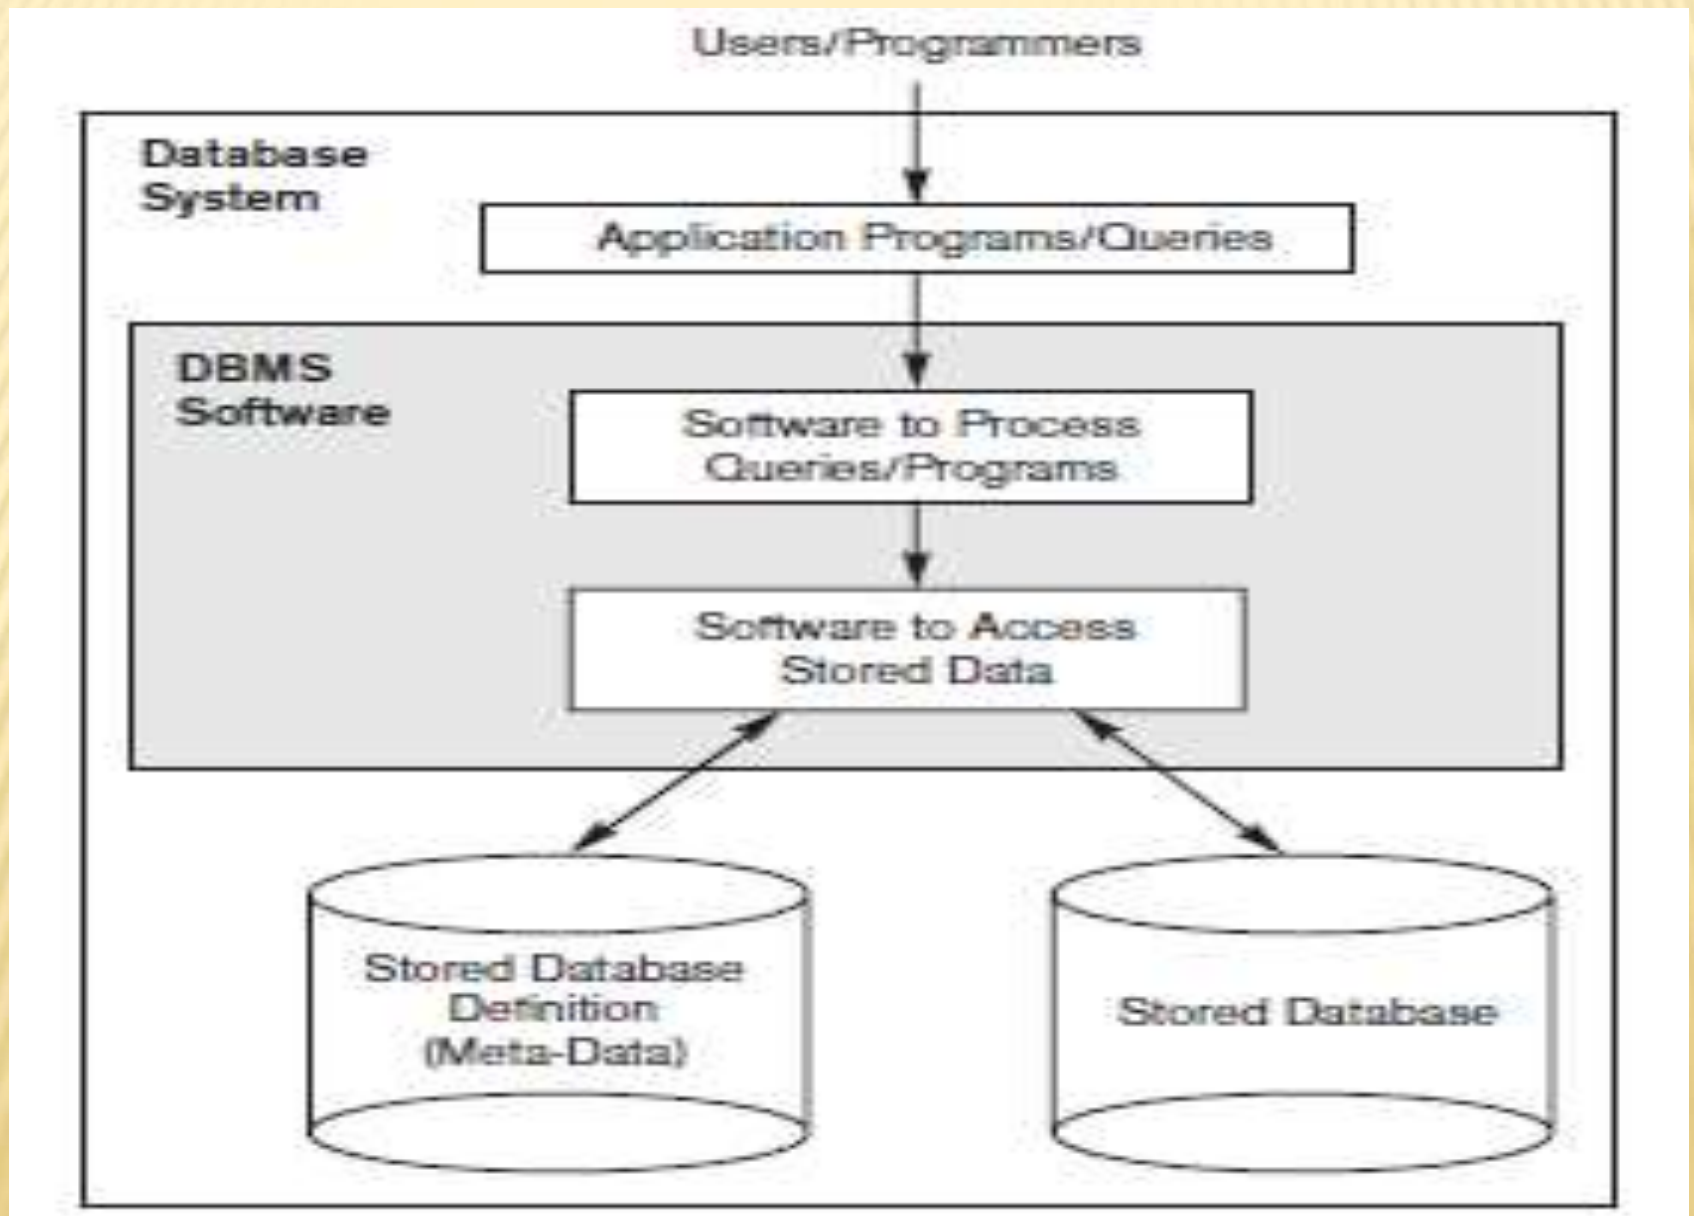 Users/Programmers
Database
System
Application Programs/Queries
DBMS
Software
Software to Process
Queries/Programs
Software to Access
Stored Data
Stored Database
Definition
(Meta-Data)
Stored Database